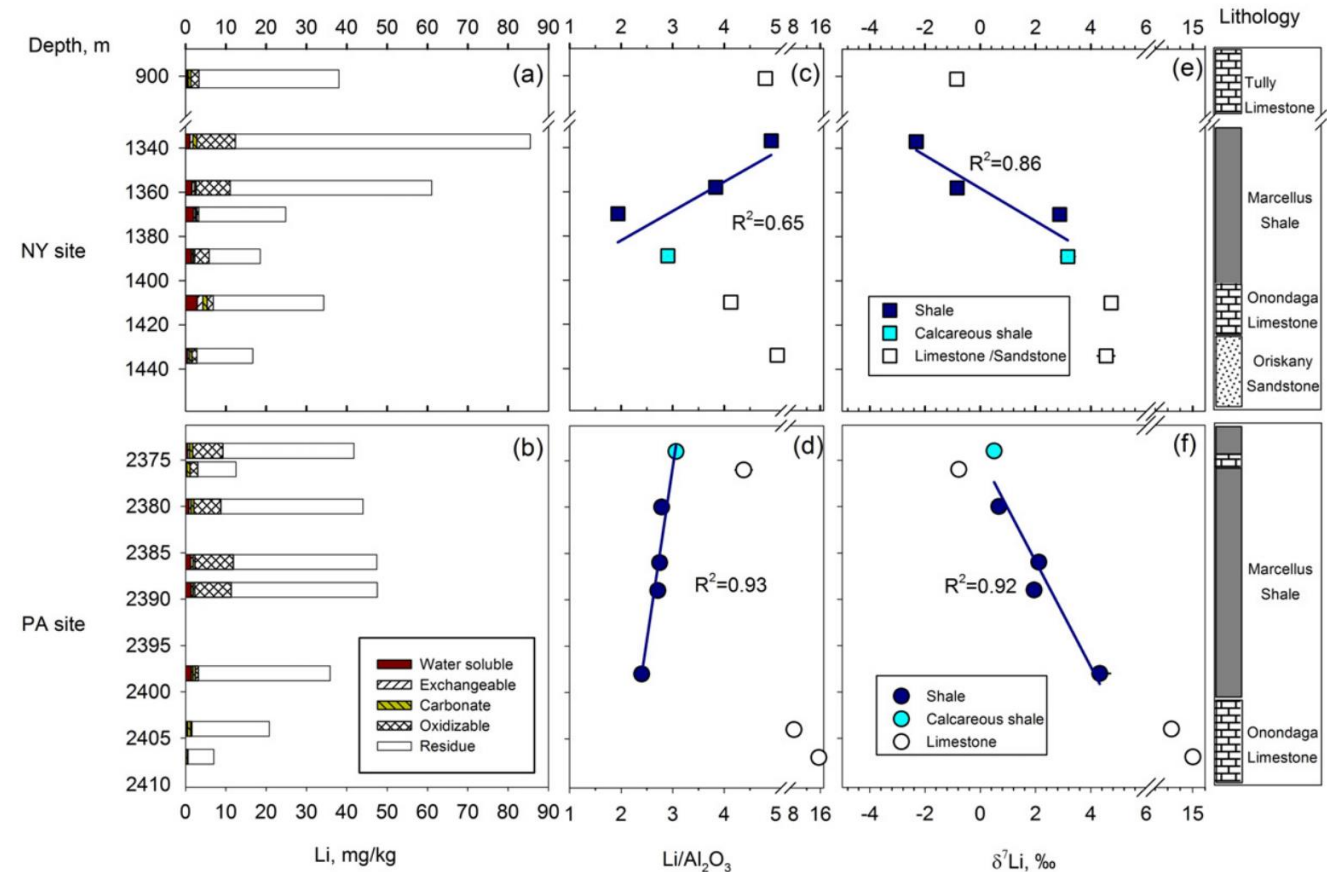 Depth, m
0 10 20 30 40 50 60 70 80 90
1 2 3 4 5 8 16
-4 -2 0 2 4 6 15
Lithology
(a)
(c)
(e)
900
1340
1360
1380
1400
1420
1440
NY site
R²=0.65
R²=0.86
Shale
Calcareous shale
Limestone /Sandstone
Tully
Limestone
Marcellus
Shale
Onondaga
Limestone
Oriskany
Sandstone
(b)
(d)
(f)
2375
2380
2385
2390
2395
2400
2405
2410
PA site
Water soluble
Exchangeable
Carbonate
Oxidizable
Residue
R²=0.93
R²=0.92
Shale
Calcareous shale
Limestone
Marcellus
Shale
Onondaga
Limestone
0 10 20 30 40 50 60 70 80 90
1 2 3 4 5 8 16
-4 -2 0 2 4 6 15
Li, mg/kg
Li/Al₂O₃
δ⁷Li, ‰